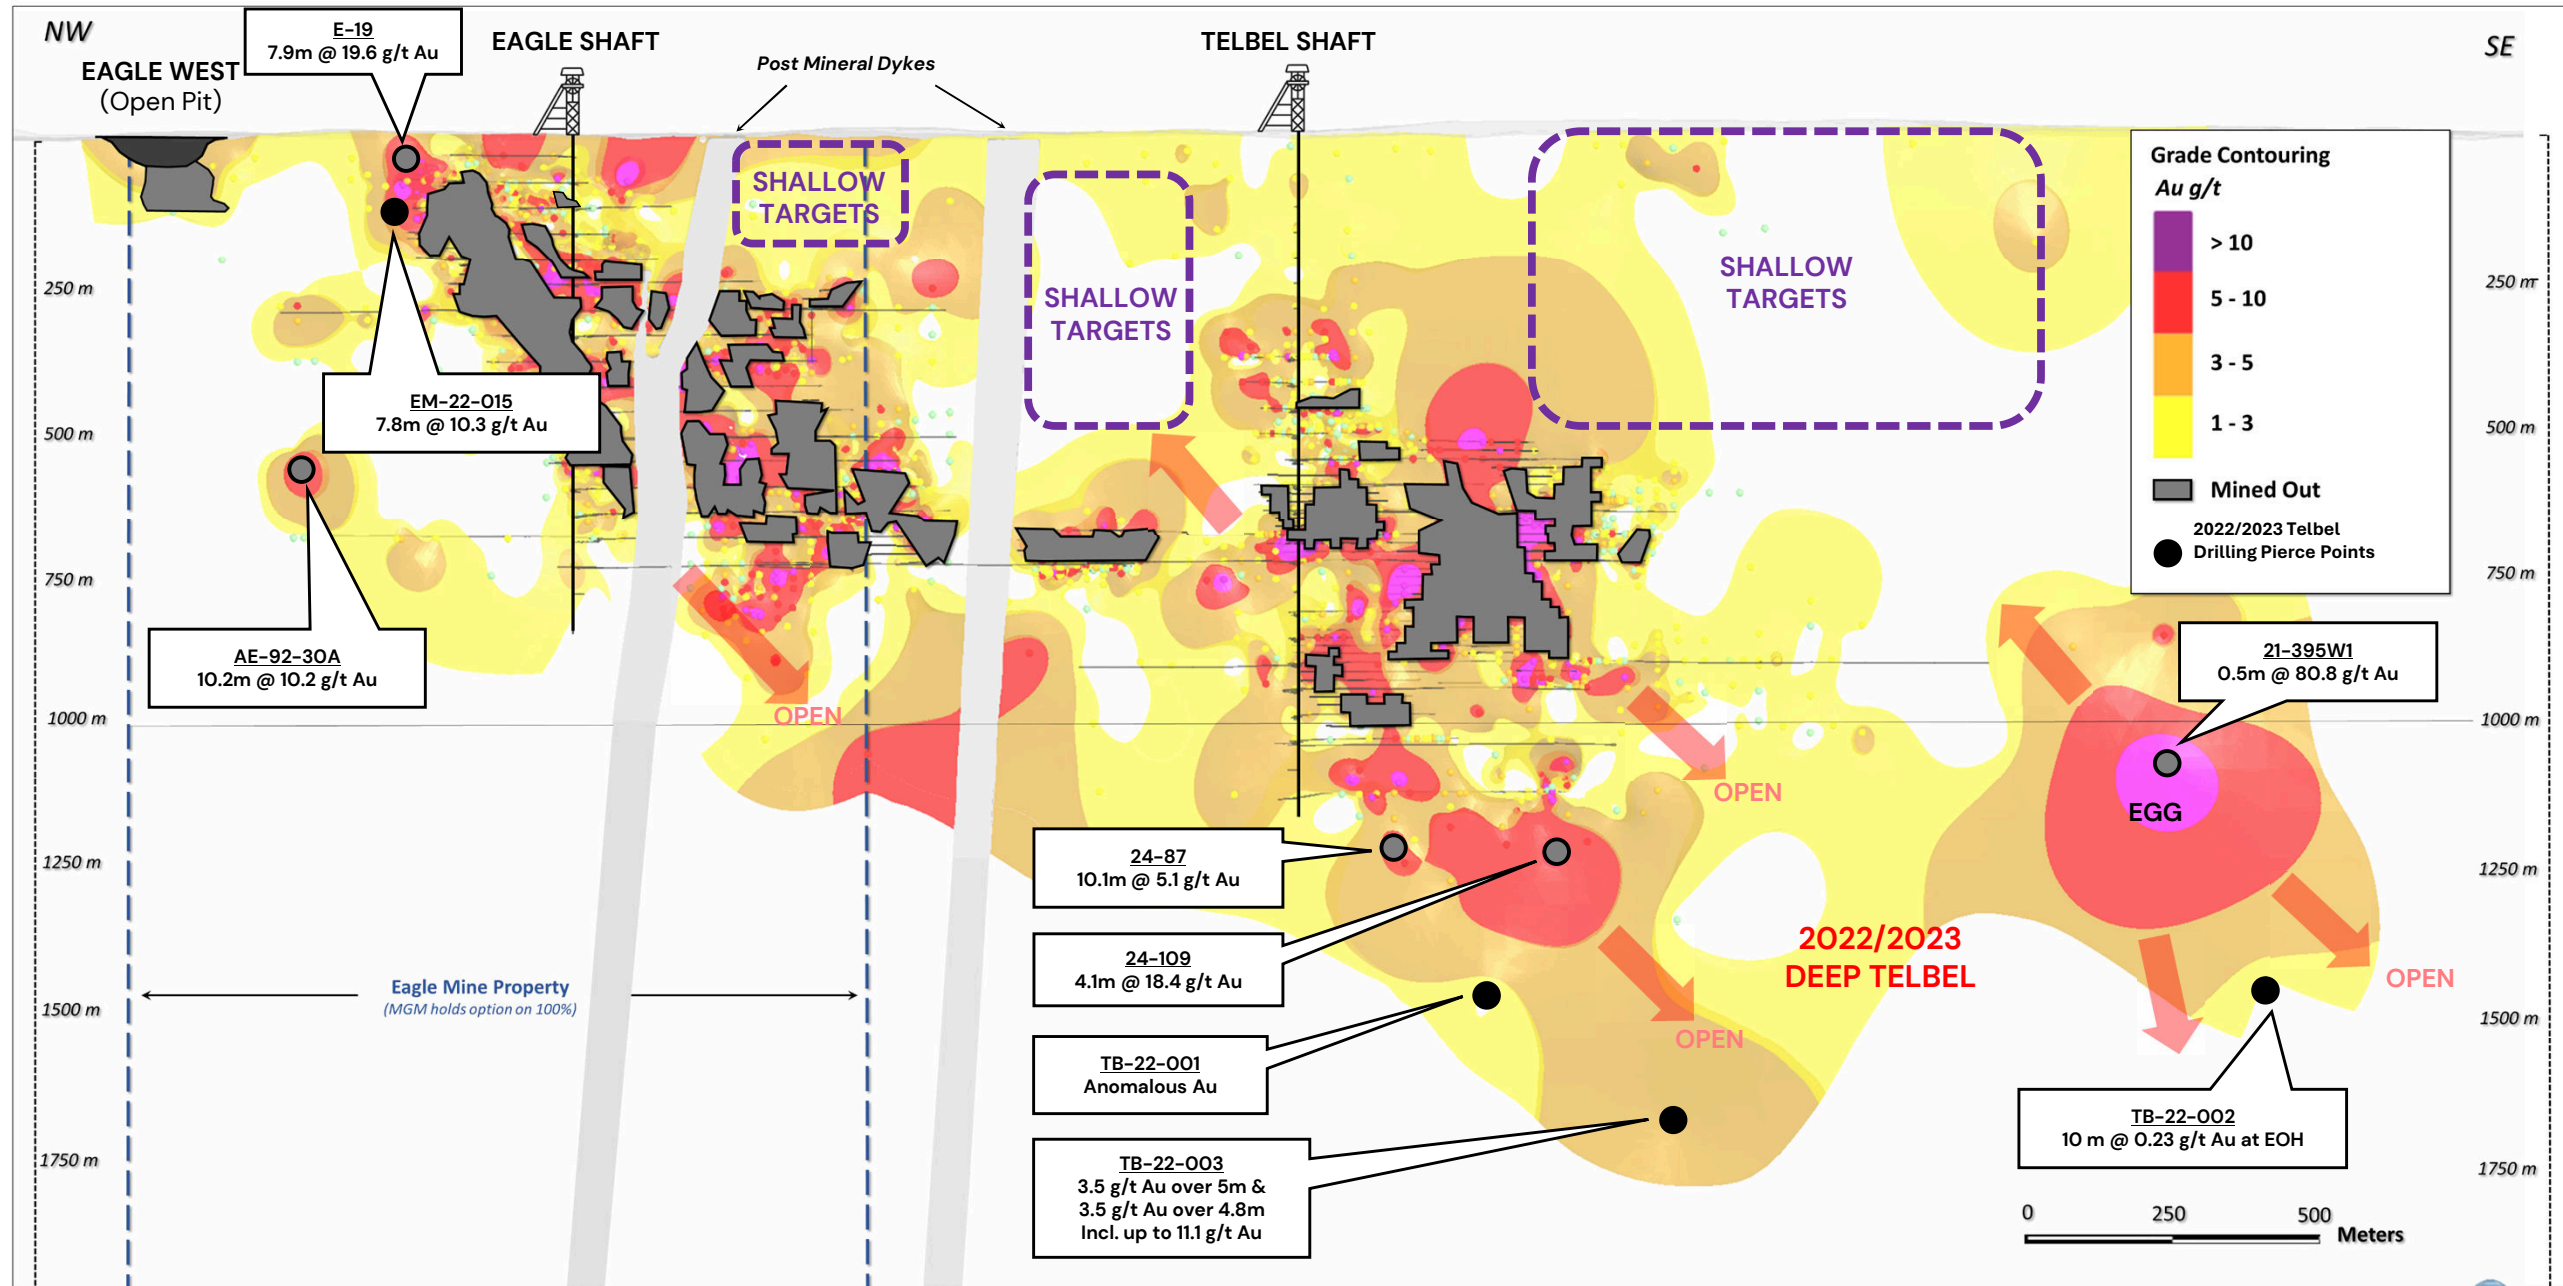 NW
E-19
7.9m @ 19.6 g/t Au
EAGLE WEST
(Open Pit)
EAGLE SHAFT
Post Mineral Dykes
TELBEL SHAFT
SE
SHALLOW
TARGETS
SHALLOW
TARGETS
SHALLOW
TARGETS
Grade Contouring
Au g/t
> 10
5 - 10
3 - 5
1 - 3
Mined Out
2022/2023 Telbel
Drilling Pierce Points
250 m
250 m
EM-22-015
7.8m @ 10.3 g/t Au
500 m
500 m
750 m
750 m
AE-92-30A
10.2m @ 10.2 g/t Au
21-395W1
0.5m @ 80.8 g/t Au
OPEN
1000 m
1000 m
OPEN
EGG
24-87
10.1m @ 5.1 g/t Au
1250 m
1250 m
24-109
4.1m @ 18.4 g/t Au
2022/2023
DEEP TELBEL
OPEN
Eagle Mine Property
(MGM holds option on 100%)
1500 m
1500 m
OPEN
TB-22-001
Anomalous Au
TB-22-002
10 m @ 0.23 g/t Au at EOH
TB-22-003
3.5 g/t Au over 5m &
3.5 g/t Au over 4.8m
Incl. up to 11.1 g/t Au
1750 m
1750 m
0 250 500
Meters